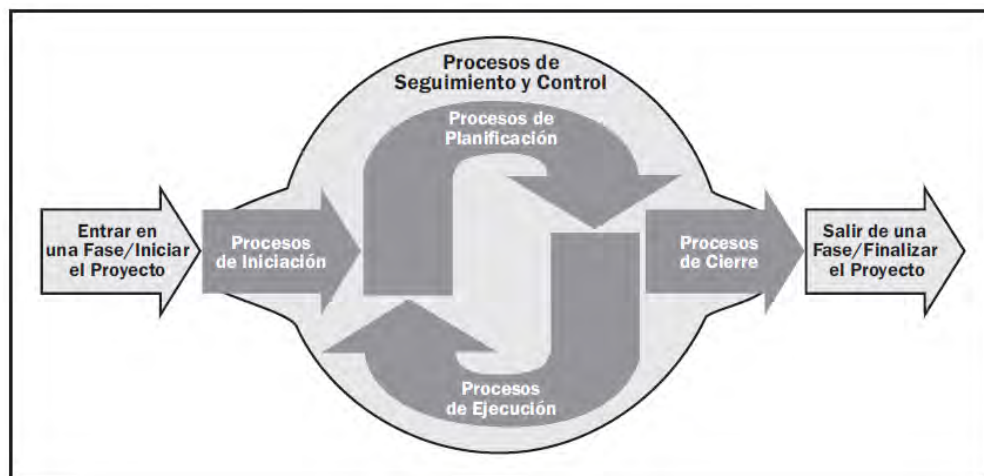 Procesos de
Seguimiento y Control
Procesos de
Planificación
Entrar en
una Fase/Iniciar
el Proyecto
Procesos
de Iniciación
Procesos
de Cierre
Salir de una
Fase/Finalizar
el Proyecto
Procesos
de Ejecución